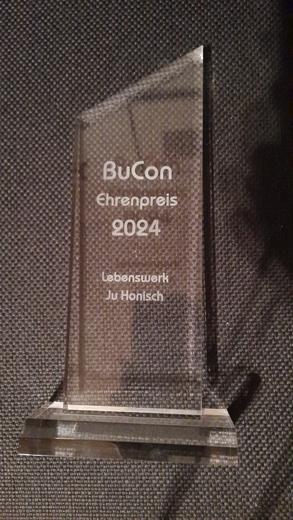 BuCon
Ehrenpreis
2024
Lebenswerk
Ju Honisch